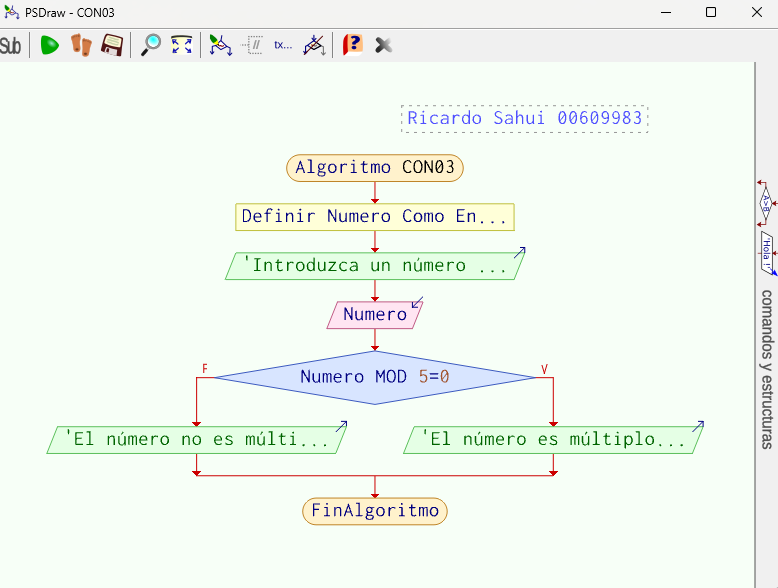 PSDraw - CON03
Sub
//
tx...
?
Ricardo Sahui 00609983
Algoritmo CON03
Definir Numero Como En...
'Introduzca un número ...
Numero
F
V
Numero MOD 5=0
'El número no es múlti...
'El número es múltiplo...
FinAlgoritmo
A>B
'Hola !'
comandos y estructuras